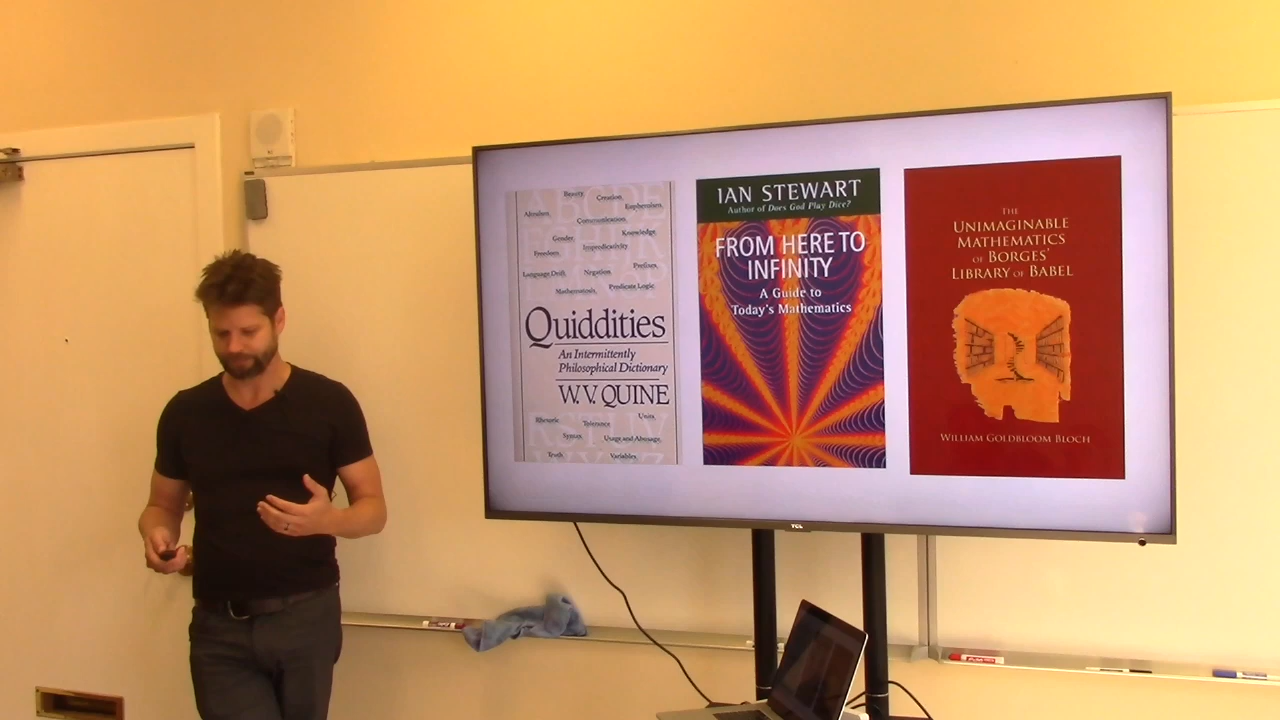 Beauty
Creation
Euphemism
Altruism
Communication
Knowledge
Gender
Impredicativity
Freedom
Prefixes
Language Drift
Negation
Mathematosis
Predicate Logic
Quiddities
An Intermittently
Philosophical Dictionary
W.V. QUINE
Rhetoric
Tolerance
Units
Syntax
Usage and Abusage
Truth
Variables
IAN STEWART
Author of Does God Play Dice?
FROM HERE TO
INFINITY
A Guide to
Today's Mathematics
THE
UNIMAGINABLE
MATHEMATICS
OF BORGES'
LIBRARY OF BABEL
WILLIAM GOLDBLOOM BLOCH
TCL